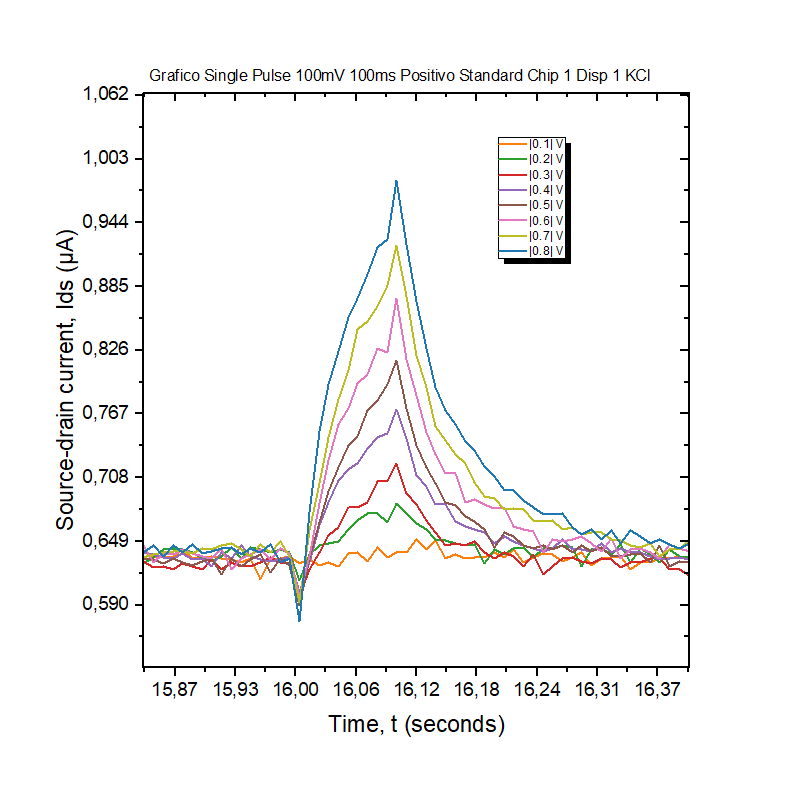 Grafico Single Pulse 100mV 100ms Positivo Standard Chip 1 Disp 1 KCl
1,062
1,003
0,944
0,885
0,826
0,767
0,708
0,649
0,590
Source-drain current, Ids (µA)
|0.1| V
|0.2| V
|0.3| V
|0.4| V
|0.5| V
|0.6| V
|0.7| V
|0.8| V
15,87 15,93 16,00 16,06 16,12 16,18 16,24 16,31 16,37
Time, t (seconds)